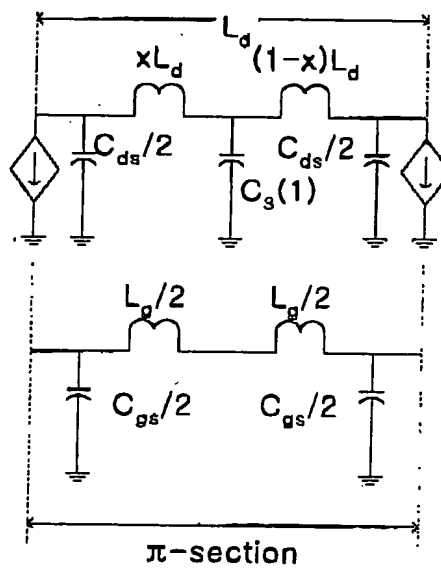 L_d
xL_d (1-x)L_d
C_ds/2 C_ds/2
C_3(1)
L_g/2 L_g/2
C_gs/2 C_gs/2
π-section